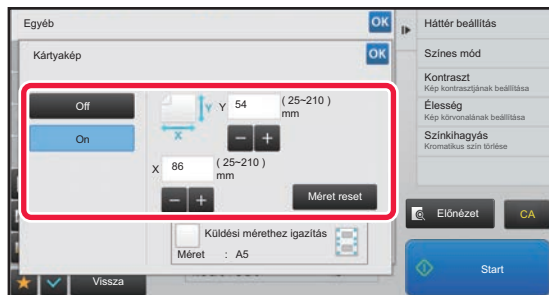 Egyéb
OK
Kártyakép
OK
Off
On
Y
X
Y 54 ( 25~210 )
mm
X 86 ( 25~210 )
mm
Méret reset
Küldési mérethez igazítás
Méret : A5
Vissza
Háttér beállítás
Színes mód
Kontraszt
Kép kontrasztjának beállítása
Élesség
Kép körvonalának beállítása
Színkihagyás
Kromatikus szín törlése
Előnézet
CA
Start